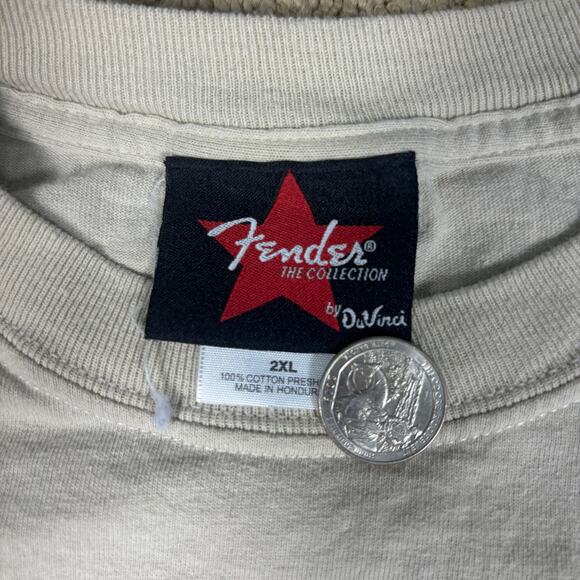 Fender®
THE COLLECTION
by DaVinci
2XL
100% COTTON PRESH
MADE IN HONDUR